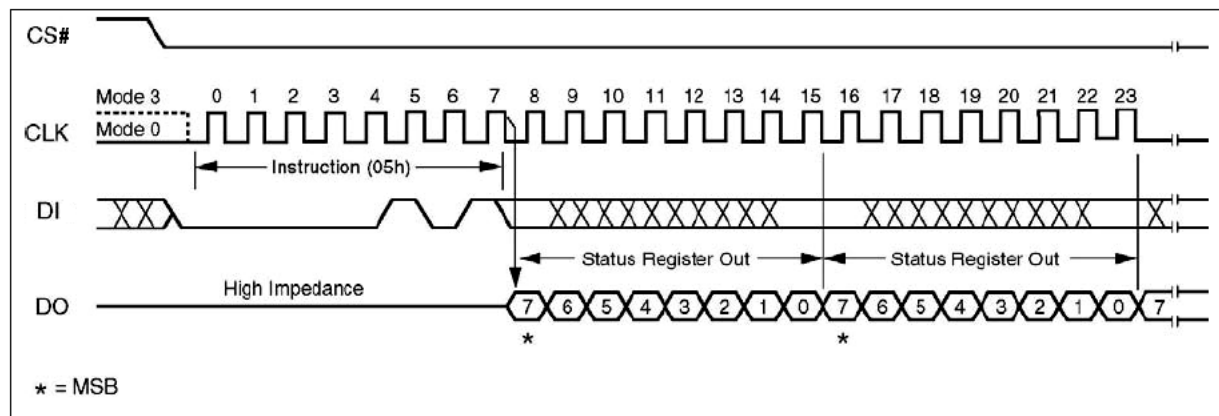 CS#
Mode 3 0 1 2 3 4 5 6 7 8 9 10 11 12 13 14 15 16 17 18 19 20 21 22 23
CLK Mode 0
Instruction (05h)
DI
Status Register Out Status Register Out
High Impedance
DO 7 6 5 4 3 2 1 0 7 6 5 4 3 2 1 0 7
* *
* = MSB